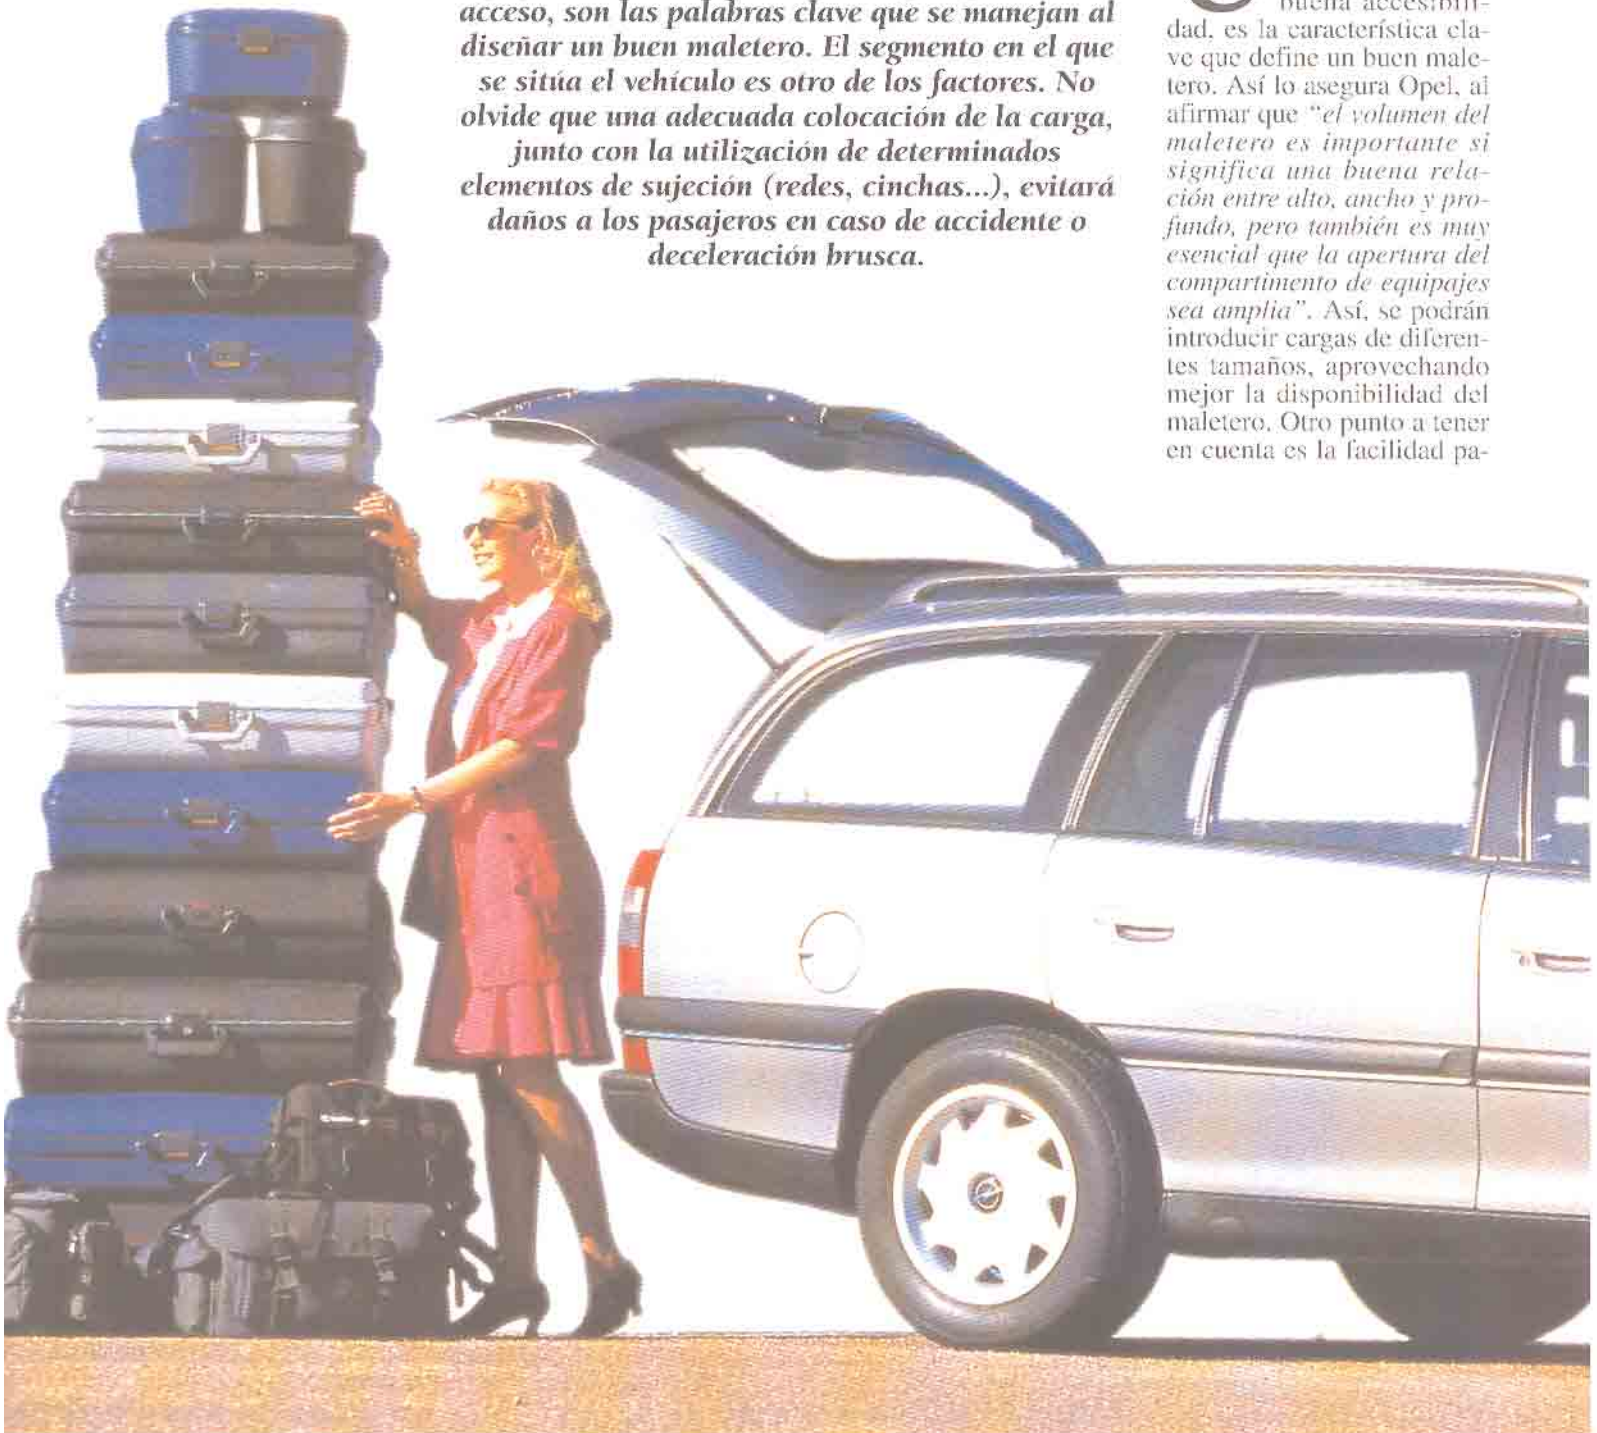 acceso, son las palabras clave que se manejan al
diseñar un buen maletero. El segmento en el que
se sitúa el vehículo es otro de los factores. No
olvide que una adecuada colocación de la carga,
junto con la utilización de determinados
elementos de sujeción (redes, cinchas...), evitará
daños a los pasajeros en caso de accidente o
deceleración brusca.
buena accesibili-
dad, es la característica cla-
ve que define un buen male-
tero. Así lo asegura Opel, al
afirmar que "el volumen del
maletero es importante si
significa una buena rela-
ción entre alto, ancho y pro-
fundo, pero también es muy
esencial que la apertura del
compartimento de equipajes
sea amplia". Así, se podrán
introducir cargas de diferen-
tes tamaños, aprovechando
mejor la disponibilidad del
maletero. Otro punto a tener
en cuenta es la facilidad pa-